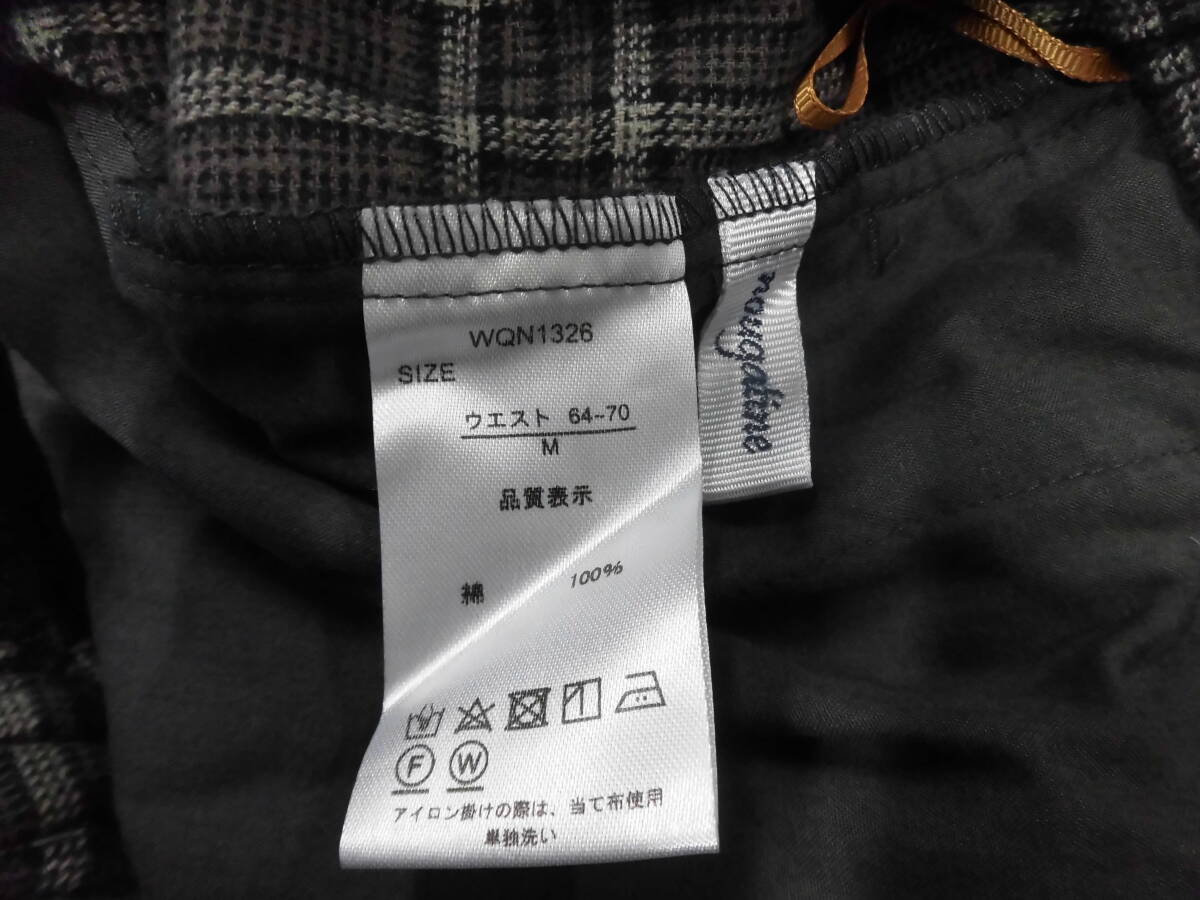 WQN1326
SIZE
ウエスト 64-70
M
品質表示
綿 100%
F W
アイロン掛けの際は、当て布使用
単独洗い